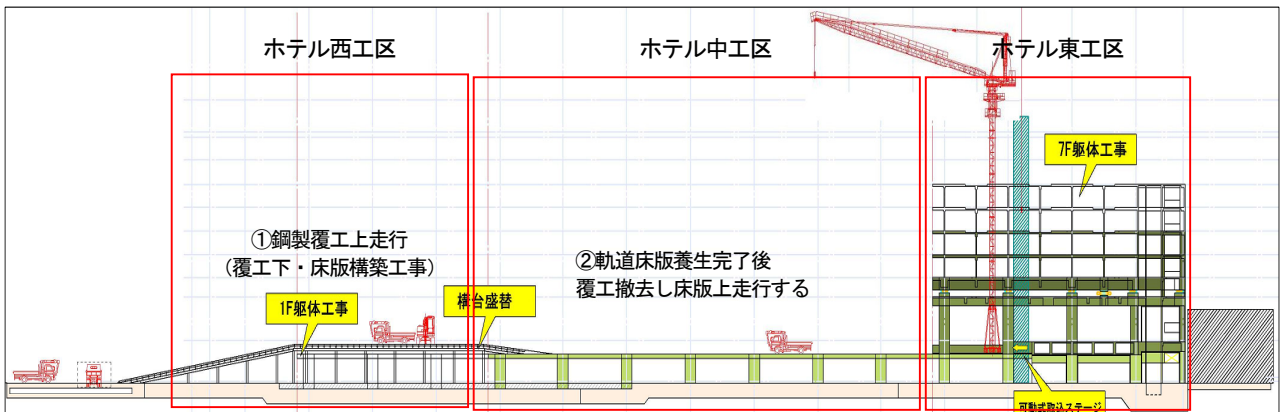 ホテル西工区
ホテル中工区
ホテル東工区
7F躯体工事
①鋼製覆工上走行
(覆工下・床版構築工事)
②軌道床版養生完了後
覆工撤去し床版上走行する
1F躯体工事
構台盛替
可動式取込ステージ